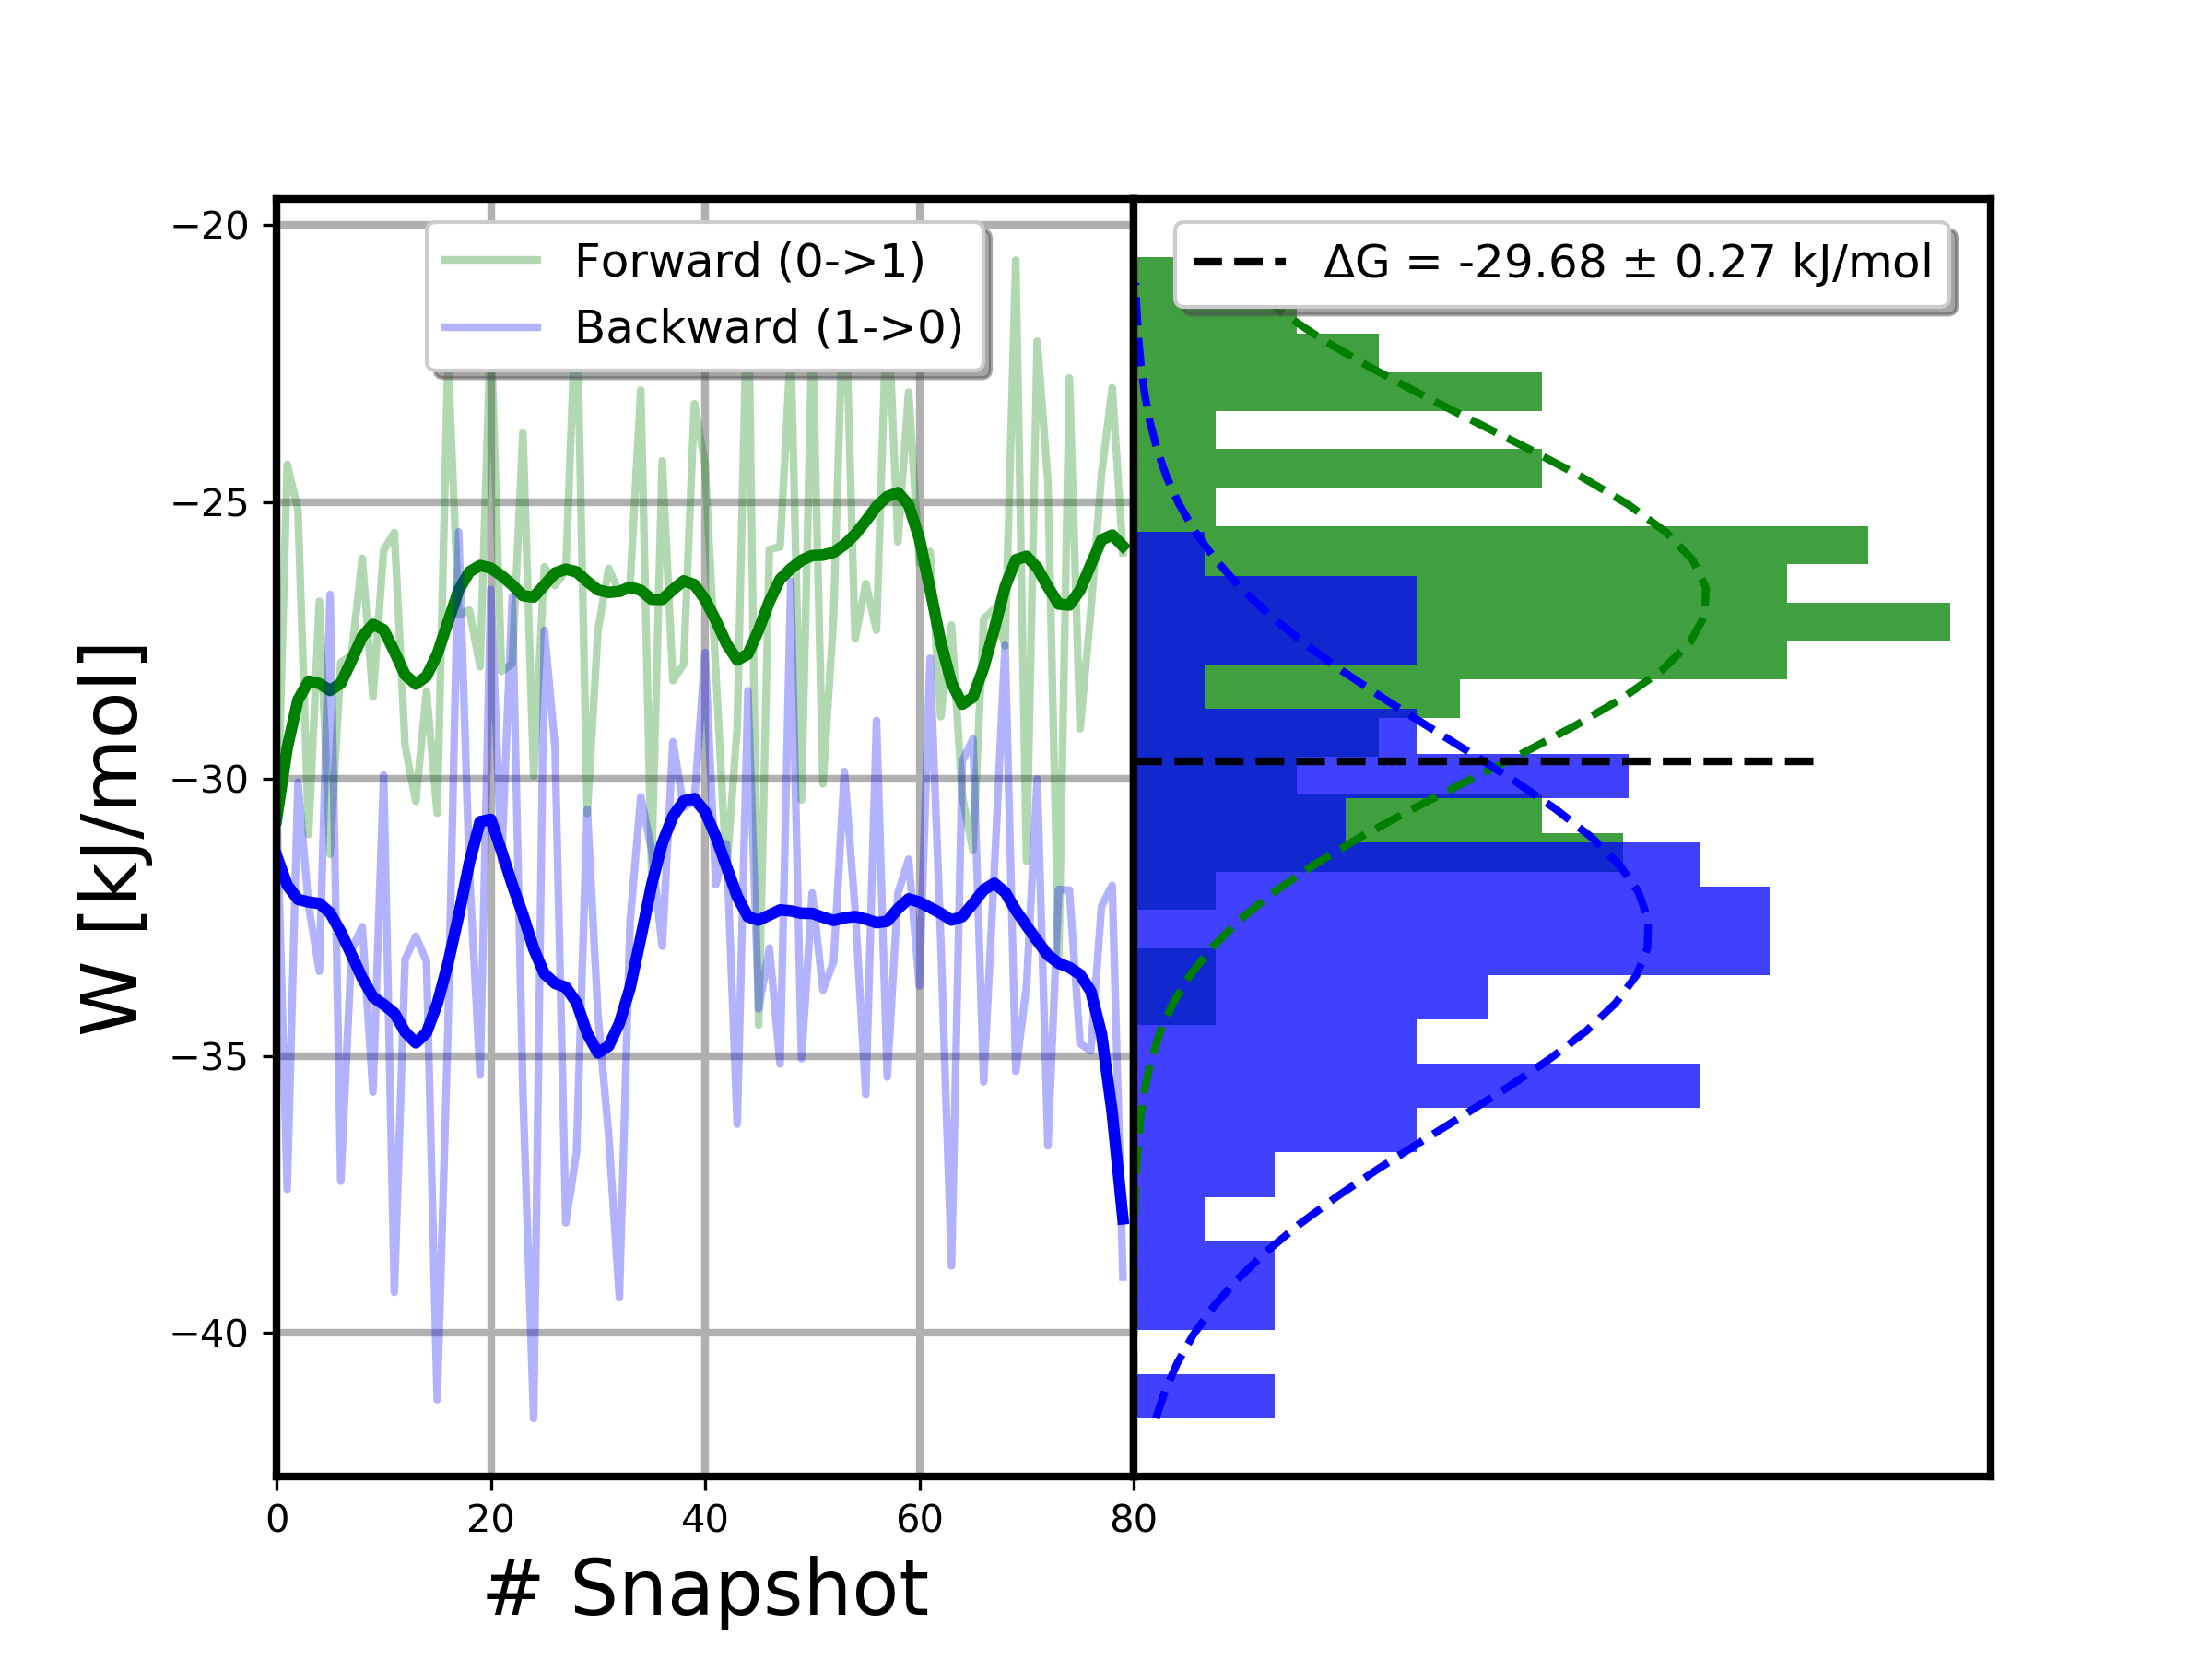 Forward (0->1)
Backward (1->0)
ΔG = -29.68 ± 0.27 kJ/mol
−20
−25
−30
−35
−40
W [kJ/mol]
0 20 40 60 80
# Snapshot